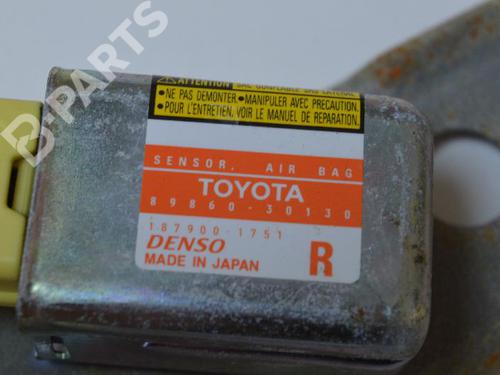 B-PARTS
ATTENTION
•NE PAS DEMONTER. •MANIPULER AVEC PRECAUTION.
•POUR L'ENTRETIEN, VOIR LE MANUEL DE REPARATION.
SENSOR, AIR BAG
TOYOTA
89860-30130
187900-1751
DENSO
MADE IN JAPAN
R